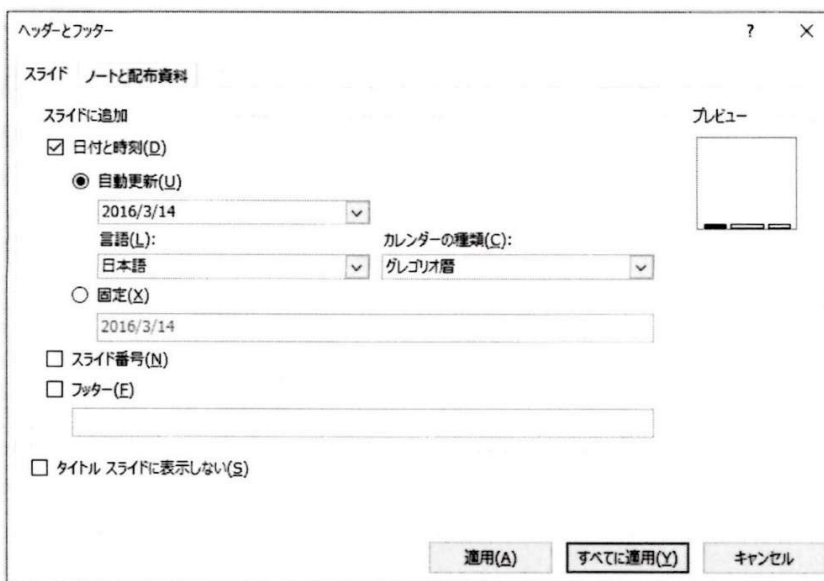 ヘッダーとフッター
? ×
スライド ノートと配布資料
スライドに追加
プレビュー
日付と時刻(D)
自動更新(U)
2016/3/14
言語(L): カレンダーの種類(C):
日本語 グレゴリオ暦
固定(X)
2016/3/14
スライド番号(N)
フッター(F)
タイトル スライドに表示しない(S)
適用(A) すべてに適用(Y) キャンセル